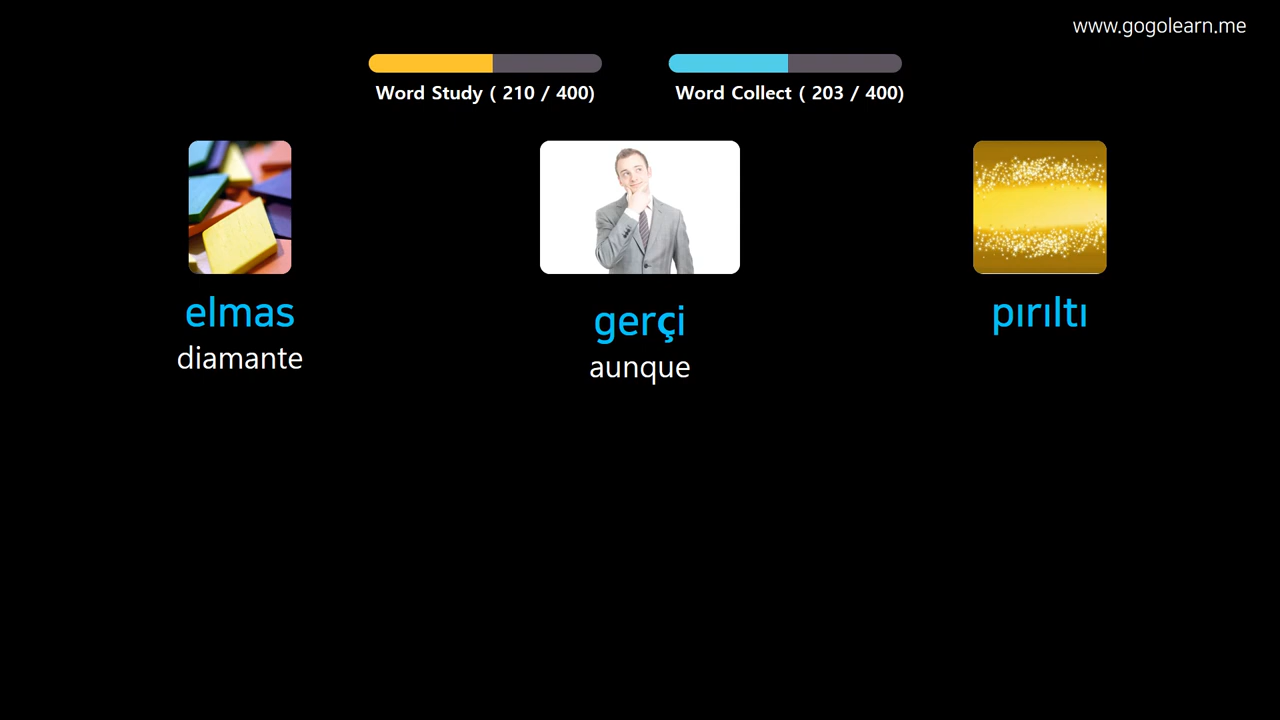 www.gogolearn.me
Word Study ( 210 / 400)
Word Collect ( 203 / 400)
elmas
diamante
gerçi
aunque
pırıltı